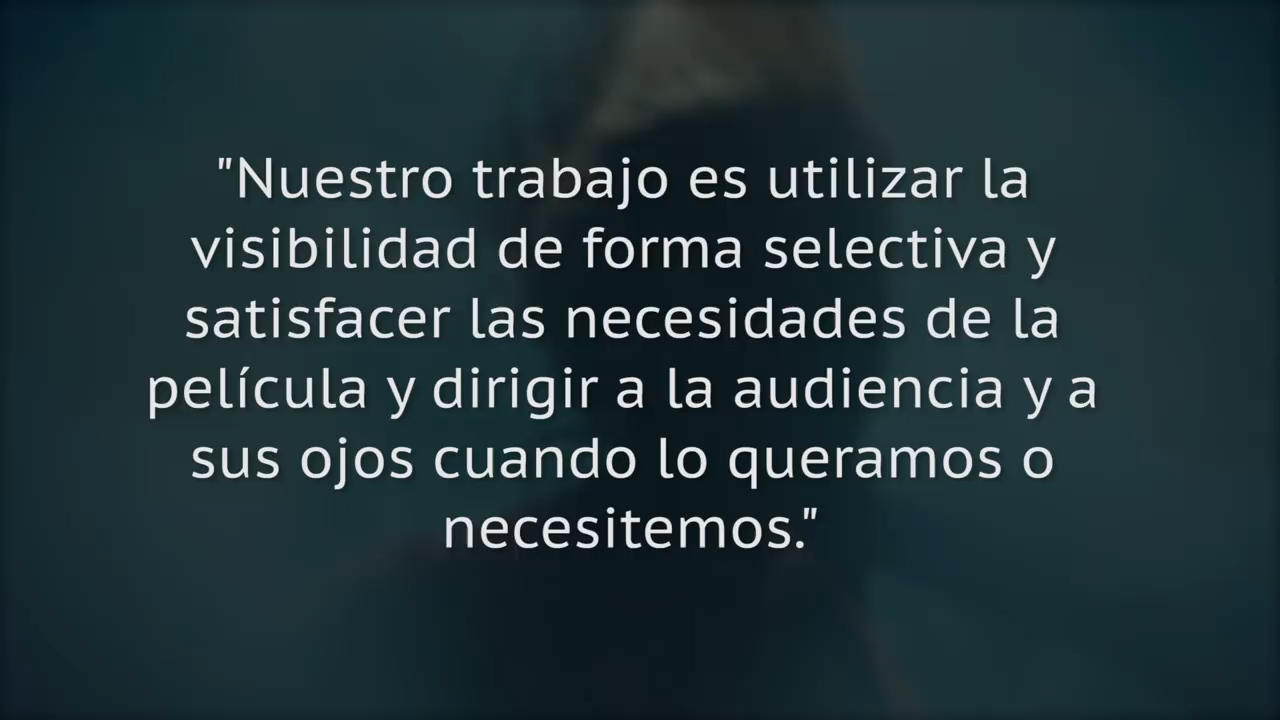 "Nuestro trabajo es utilizar la
visibilidad de forma selectiva y
satisfacer las necesidades de la
película y dirigir a la audiencia y a
sus ojos cuando lo queramos o
necesitemos."